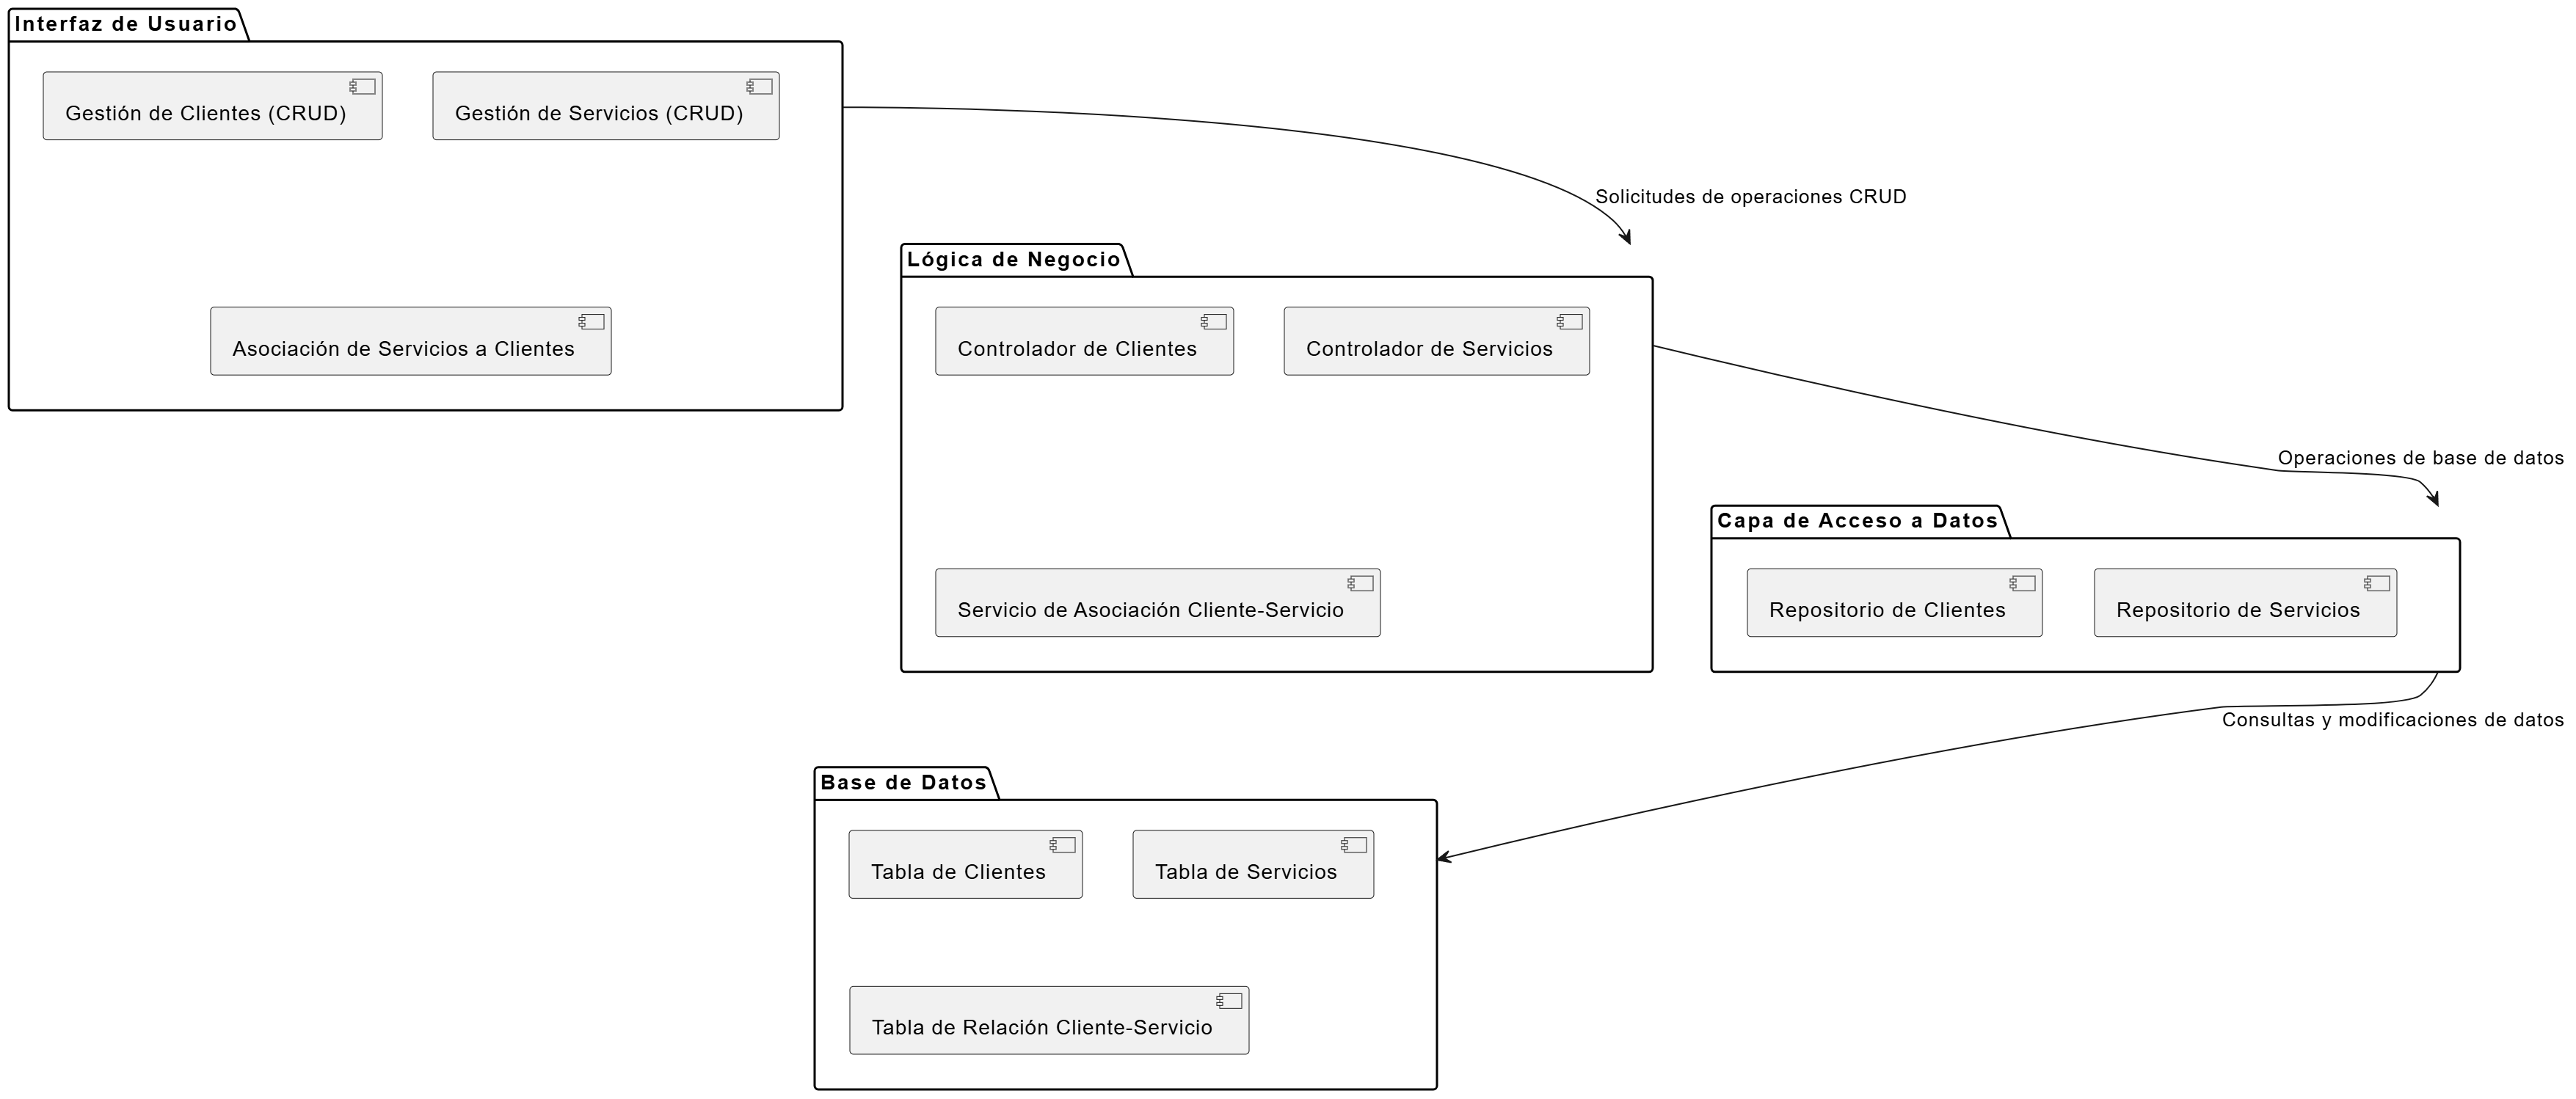 Interfaz de Usuario
Gestión de Clientes (CRUD)
Gestión de Servicios (CRUD)
Asociación de Servicios a Clientes
Solicitudes de operaciones CRUD
Lógica de Negocio
Controlador de Clientes
Controlador de Servicios
Servicio de Asociación Cliente-Servicio
Operaciones de base de datos
Capa de Acceso a Datos
Repositorio de Clientes
Repositorio de Servicios
Consultas y modificaciones de datos
Base de Datos
Tabla de Clientes
Tabla de Servicios
Tabla de Relación Cliente-Servicio